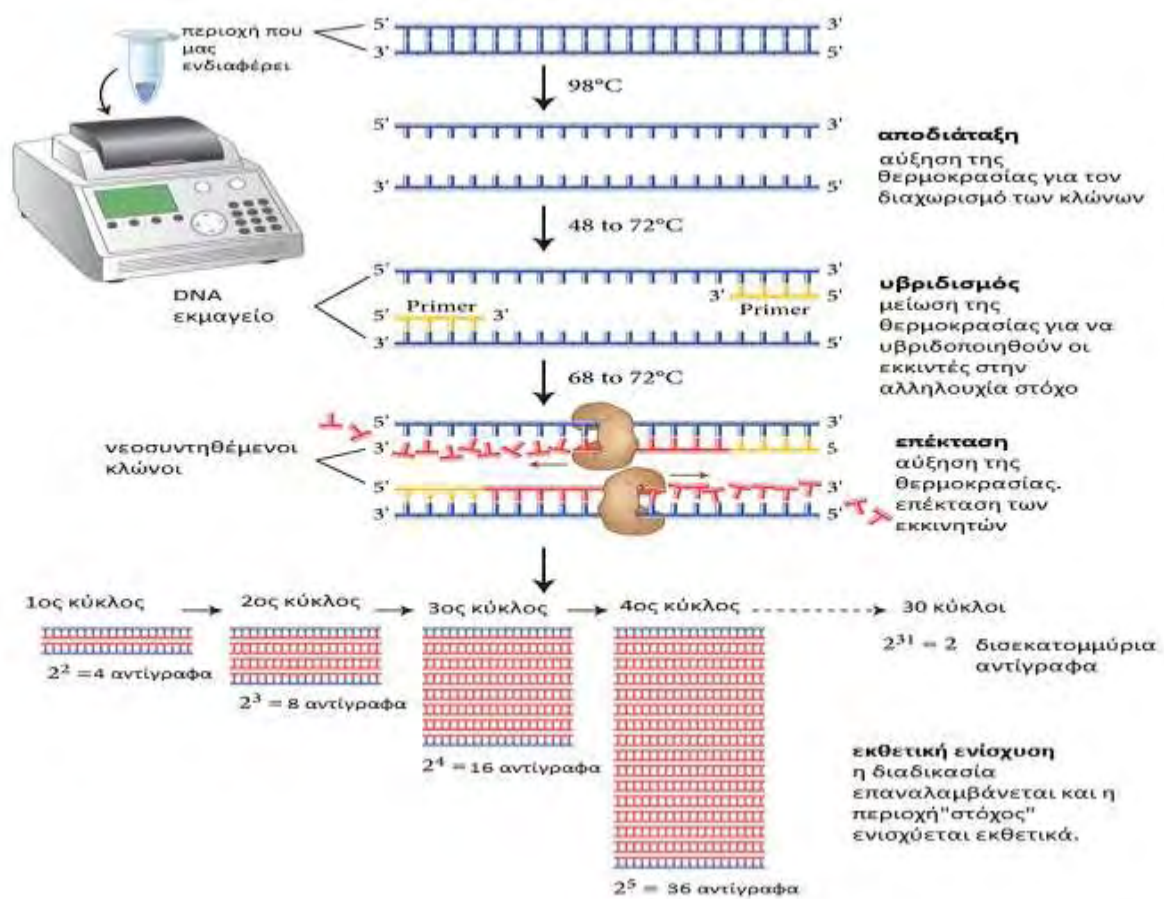 περιοχή που
μας
ενδιαφέρει
5' 3'
3' 5'
98°C
5' 3'
3' 5'
αποδιάταξη
αύξηση της
θερμοκρασίας για τον
διαχωρισμό των κλώνων
48 to 72°C
DNA
εκμαγείο
5' 3'
3' 5'
Primer
Primer
5' 3'
3' 5'
υβριδισμός
μείωση της
θερμοκρασίας για να
υβριδοποιηθούν οι
εκκιντές στην
αλληλουχία στόχο
68 to 72°C
νεοσυντηθέμενοι
κλώνοι
5' 3'
3' 5
5' 3'
3' 5'
επέκταση
αύξηση της
θερμοκρασίας.
επέκταση των
εκκινητών
1ος κύκλος
2ος κύκλος
3ος κύκλος
4ος κύκλος
30 κύκλοι
2² =4 αντίγραφα
2³ = 8 αντίγραφα
2⁴ = 16 αντίγραφα
2⁵ = 36 αντίγραφα
2³¹ = 2 δισεκατομμύρια
αντίγραφα
εκθετική ενίσχυση
η διαδικασία
επαναλαμβάνεται και η
περιοχή"στόχος"
ενισχύεται εκθετικά.